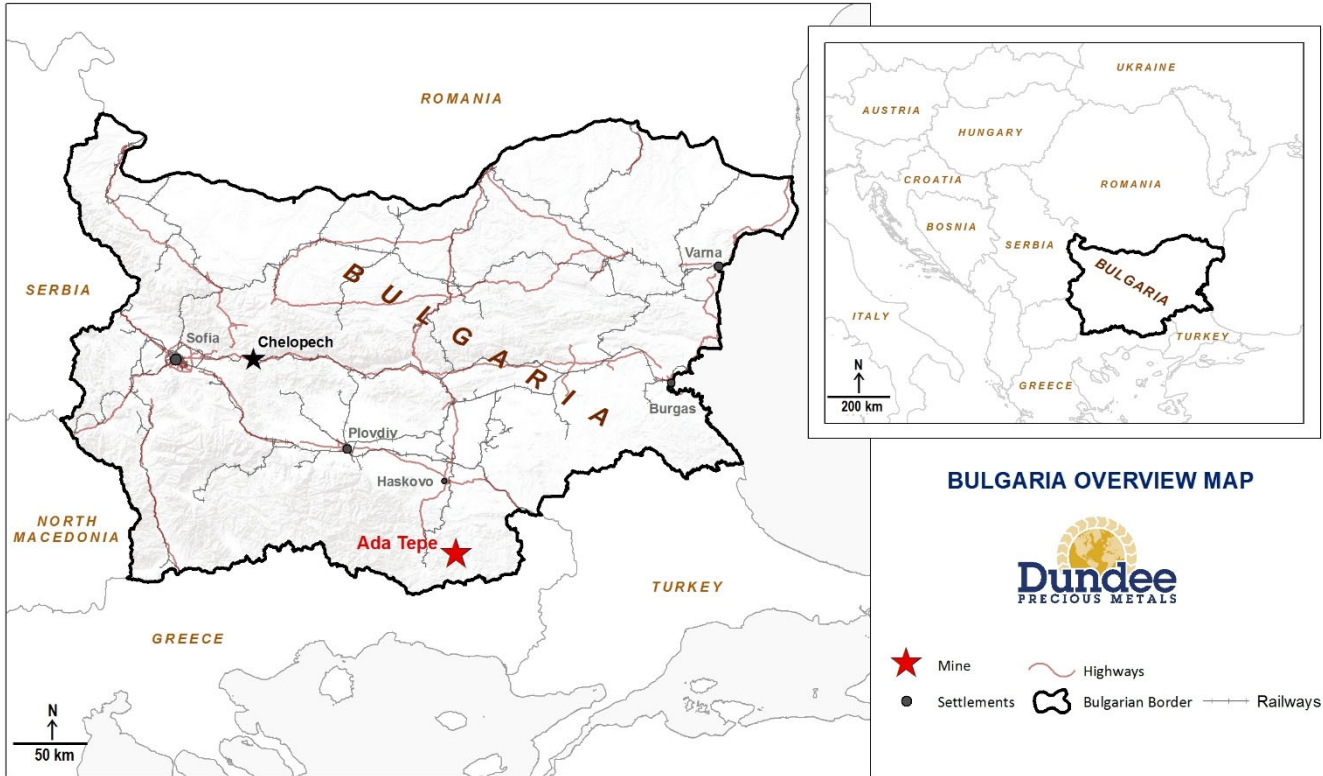 ROMANIA
SERBIA
Sofia
Chelopech
BULGARIA
Varna
Burgas
Plovdiv
Haskovo
Ada Tepe
NORTH
MACEDONIA
GREECE
TURKEY
N
50 km
UKRAINE
AUSTRIA
HUNGARY
CROATIA
ROMANIA
BOSNIA
SERBIA
BULGARIA
ITALY
TURKEY
GREECE
N
200 km
BULGARIA OVERVIEW MAP
Dundee
PRECIOUS METALS
Mine
Highways
Settlements
Bulgarian Border
Railways